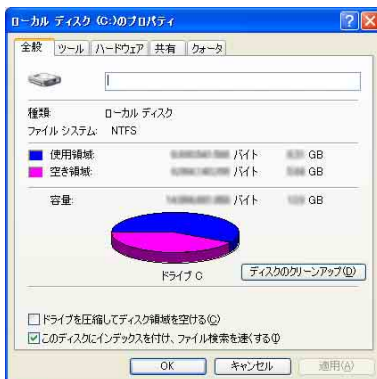 ローカル ディスク (C:)のプロパティ
全般 ツール ハードウェア 共有 クォータ
種類: ローカル ディスク
ファイル システム: NTFS
使用領域: バイト GB
空き領域: バイト GB
容量: バイト GB
ドライブ C
ディスクのクリーンアップ(D)
ドライブを圧縮してディスク領域を空ける(C)
このディスクにインデックスを付け、ファイル検索を速くする(I)
OK キャンセル 適用(A)